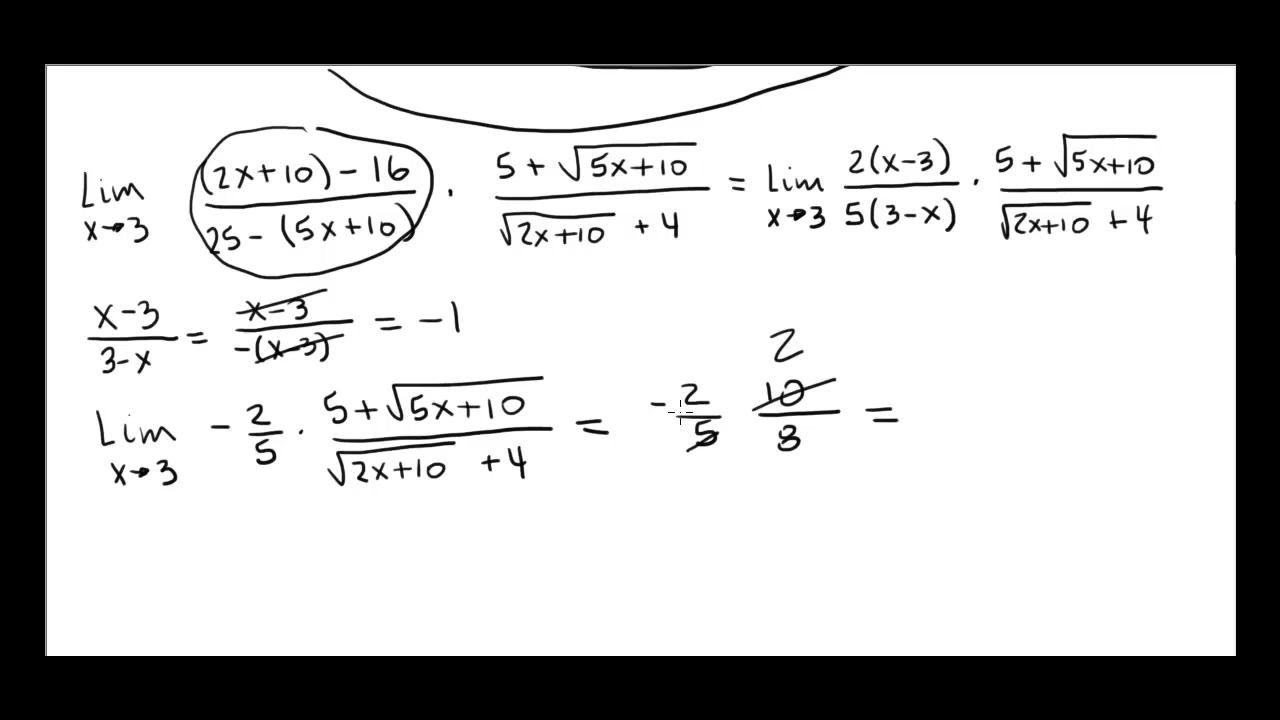 Lim x→3 (2x+10) - 16 / 25 - (5x+10) · 5 + √5x+10 / √2x+10 + 4 = Lim x→3 2(x-3) / 5(3-x) · 5 + √5x+10 / √2x+10 + 4
x-3 / 3-x = x-3 / -(x-3) = -1
2
Lim x→3 - 2/5 · 5 + √5x+10 / √2x+10 + 4 = - 2/5 10/8 =